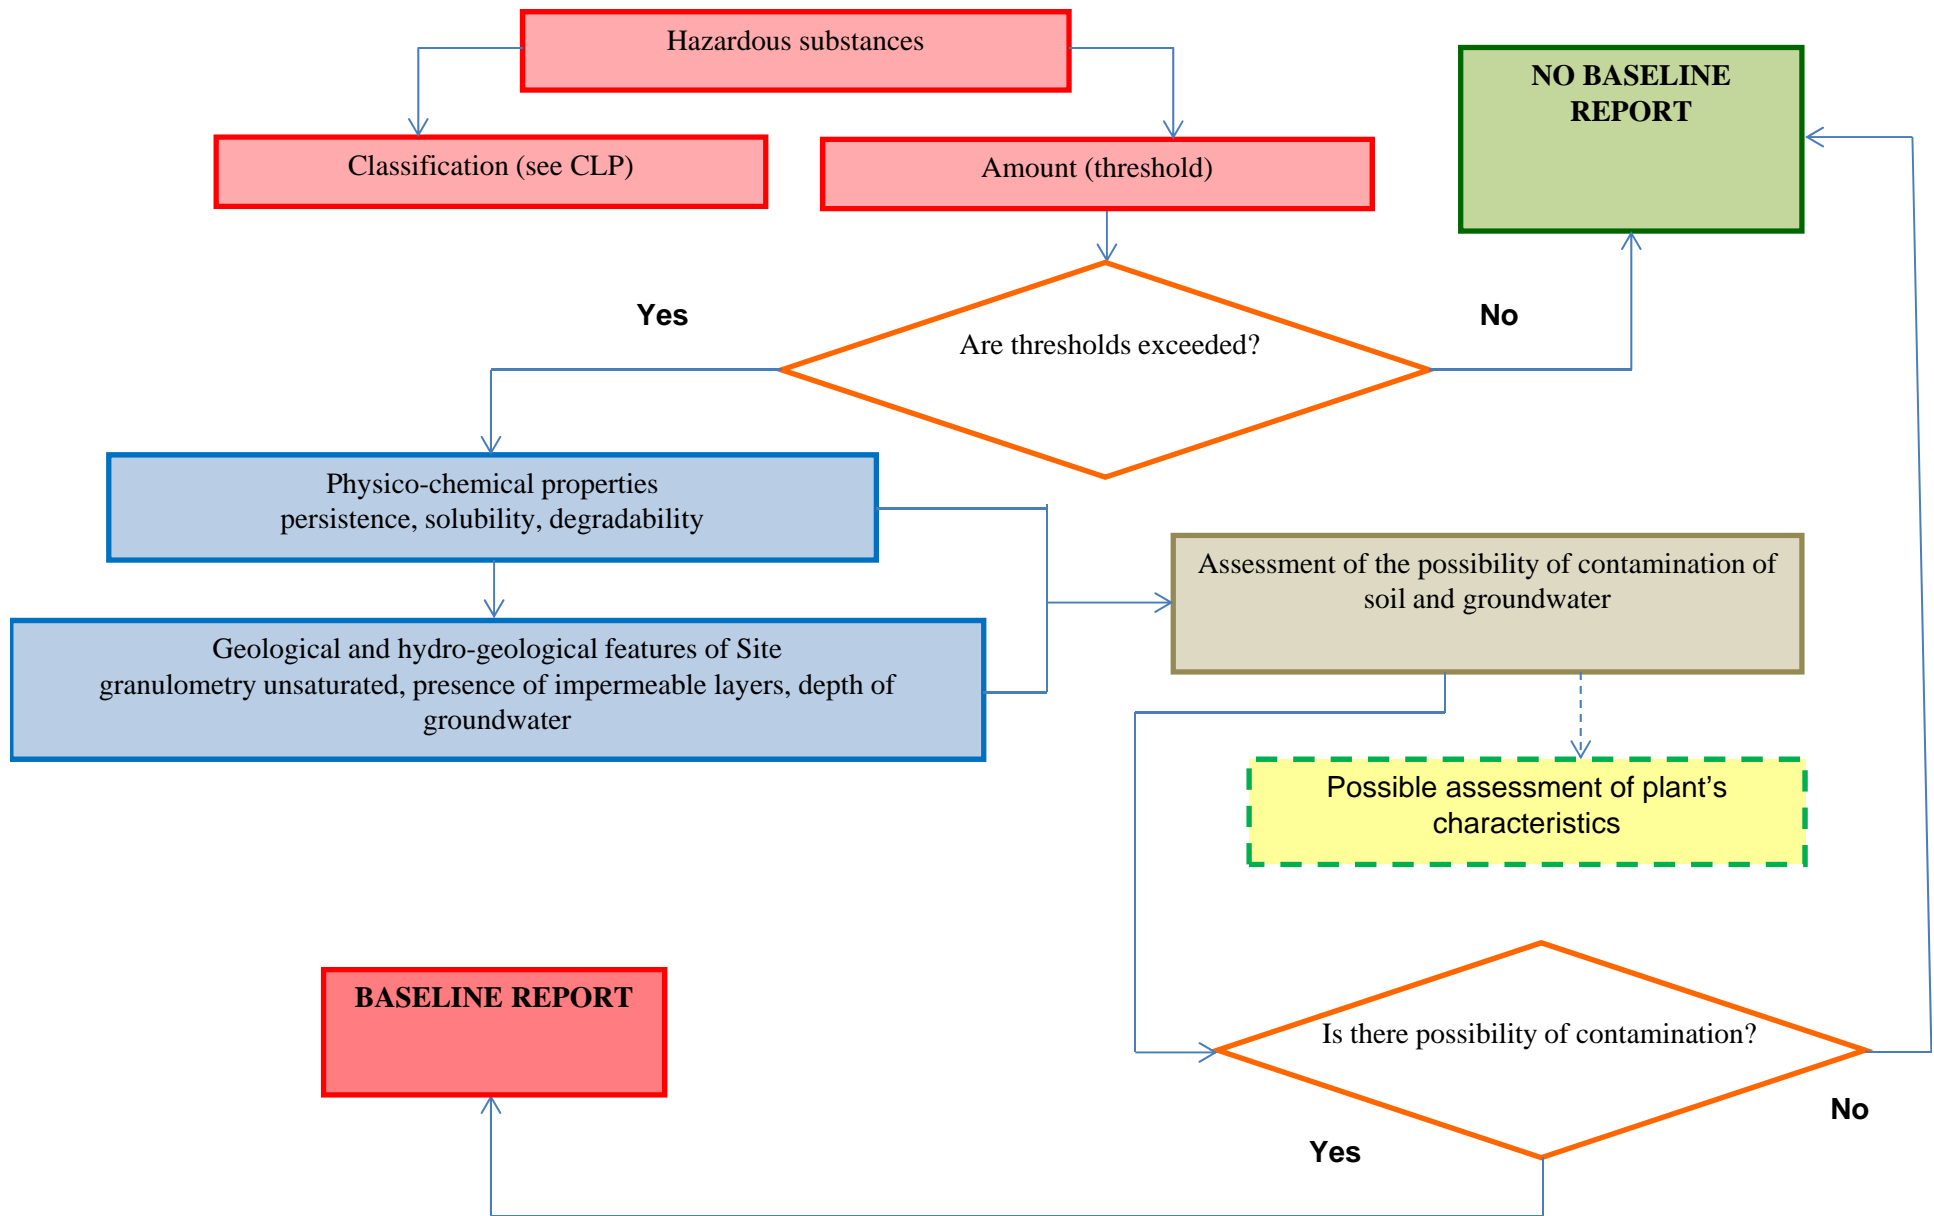 Hazardous substances
NO BASELINE
REPORT
Classification (see CLP)
Amount (threshold)
Yes
No
Are thresholds exceeded?
Physico-chemical properties
persistence, solubility, degradability
Assessment of the possibility of contamination of
soil and groundwater
Geological and hydro-geological features of Site
granulometry unsaturated, presence of impermeable layers, depth of
groundwater
Possible assessment of plant’s
characteristics
BASELINE REPORT
Is there possibility of contamination?
No
Yes